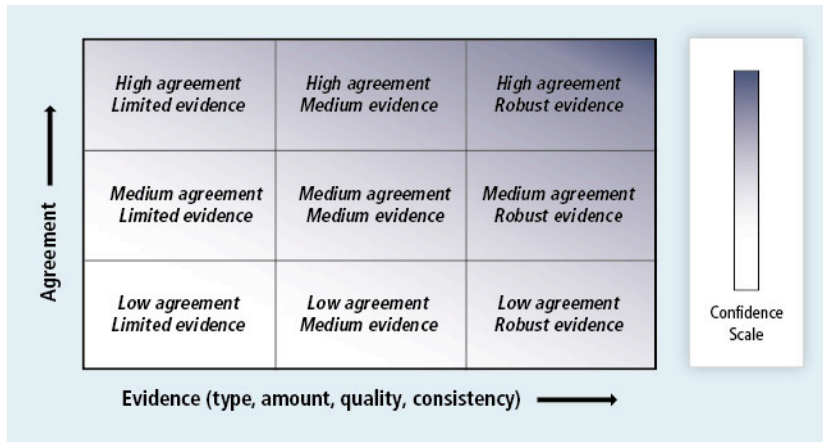 High agreement
Limited evidence
High agreement
Medium evidence
High agreement
Robust evidence
Medium agreement
Limited evidence
Medium agreement
Medium evidence
Medium agreement
Robust evidence
Low agreement
Limited evidence
Low agreement
Medium evidence
Low agreement
Robust evidence
Agreement
Evidence (type, amount, quality, consistency)
Confidence
Scale